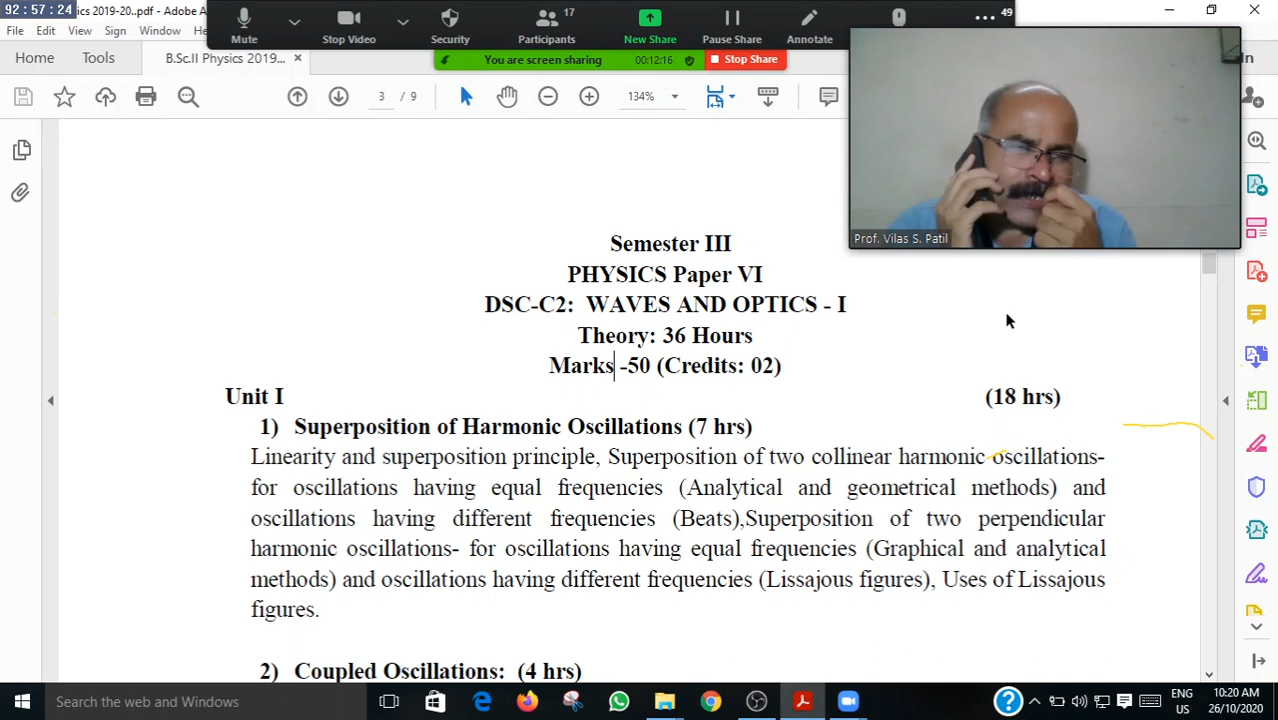 92:57:24
ics 2019-20..pdf - Adobe A
49
17
Mute
Stop Video
Security
Participants
New Share
Pause Share
Annotate
File Edit View Sign Window
Home
Tools
B.Sc.II Physics 2019...
You are screen sharing
00:12:16
Stop Share
In
3 / 9
134%
Prof. Vilas S. Patil
Semester III
PHYSICS Paper VI
DSC-C2: WAVES AND OPTICS - I
Theory: 36 Hours
Marks -50 (Credits: 02)
Unit I (18 hrs)
1) Superposition of Harmonic Oscillations (7 hrs)
Linearity and superposition principle, Superposition of two collinear harmonic oscillations-
for oscillations having equal frequencies (Analytical and geometrical methods) and
oscillations having different frequencies (Beats),Superposition of two perpendicular
harmonic oscillations- for oscillations having equal frequencies (Graphical and analytical
methods) and oscillations having different frequencies (Lissajous figures), Uses of Lissajous
figures.
2) Coupled Oscillations: (4 hrs)
Search the web and Windows
ENG
US
10:20 AM
26/10/2020